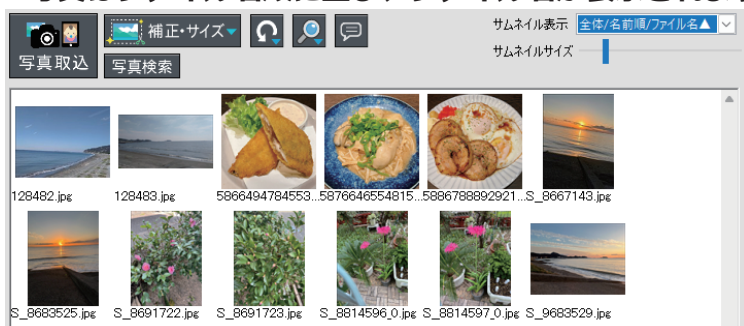 補正・サイズ
サムネイル表示 全体/名前順/ファイル名▲
写真取込
写真検索
サムネイルサイズ
128482.jpg 128483.jpg 5866494784553... 5876646554815... 5886788892921... S_8667143.jpg
S_8683525.jpg S_8691722.jpg S_8691723.jpg S_8814596_0.jpg S_8814597_0.jpg S_9683529.jpg